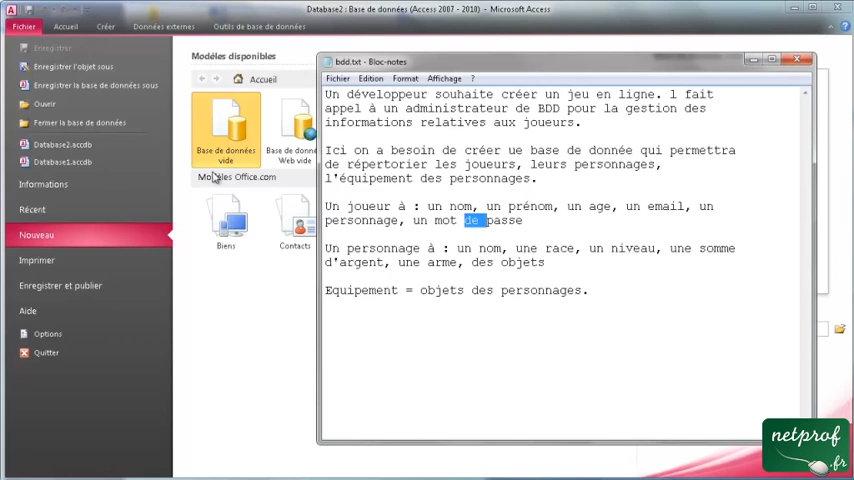 Database2 : Base de données (Access 2007 - 2010) - Microsoft Access
Fichier Accueil Créer Données externes Outils de base de données
Enregistrer
Enregistrer l'objet sous
Enregistrer la base de données sous
Ouvrir
Fermer la base de données
Database2.accdb
Database1.accdb
Informations
Récent
Nouveau
Imprimer
Enregistrer et publier
Aide
Options
Quitter
Modèles disponibles
Accueil
Base de données vide
Base de donn
Web vide
Modèles Office.com
Biens
Contacts
bdd.txt - Bloc-notes
Fichier Edition Format Affichage ?
Un développeur souhaite créer un jeu en ligne. l fait
appel à un administrateur de BDD pour la gestion des
informations relatives aux joueurs.
Ici on a besoin de créer ue base de donnée qui permettra
de répertorier les joueurs, leurs personnages,
l'équipement des personnages.
Un joueur à : un nom, un prénom, un age, un email, un
personnage, un mot de passe
Un personnage à : un nom, une race, un niveau, une somme
d'argent, une arme, des objets
Equipement = objets des personnages.
netprof
.fr